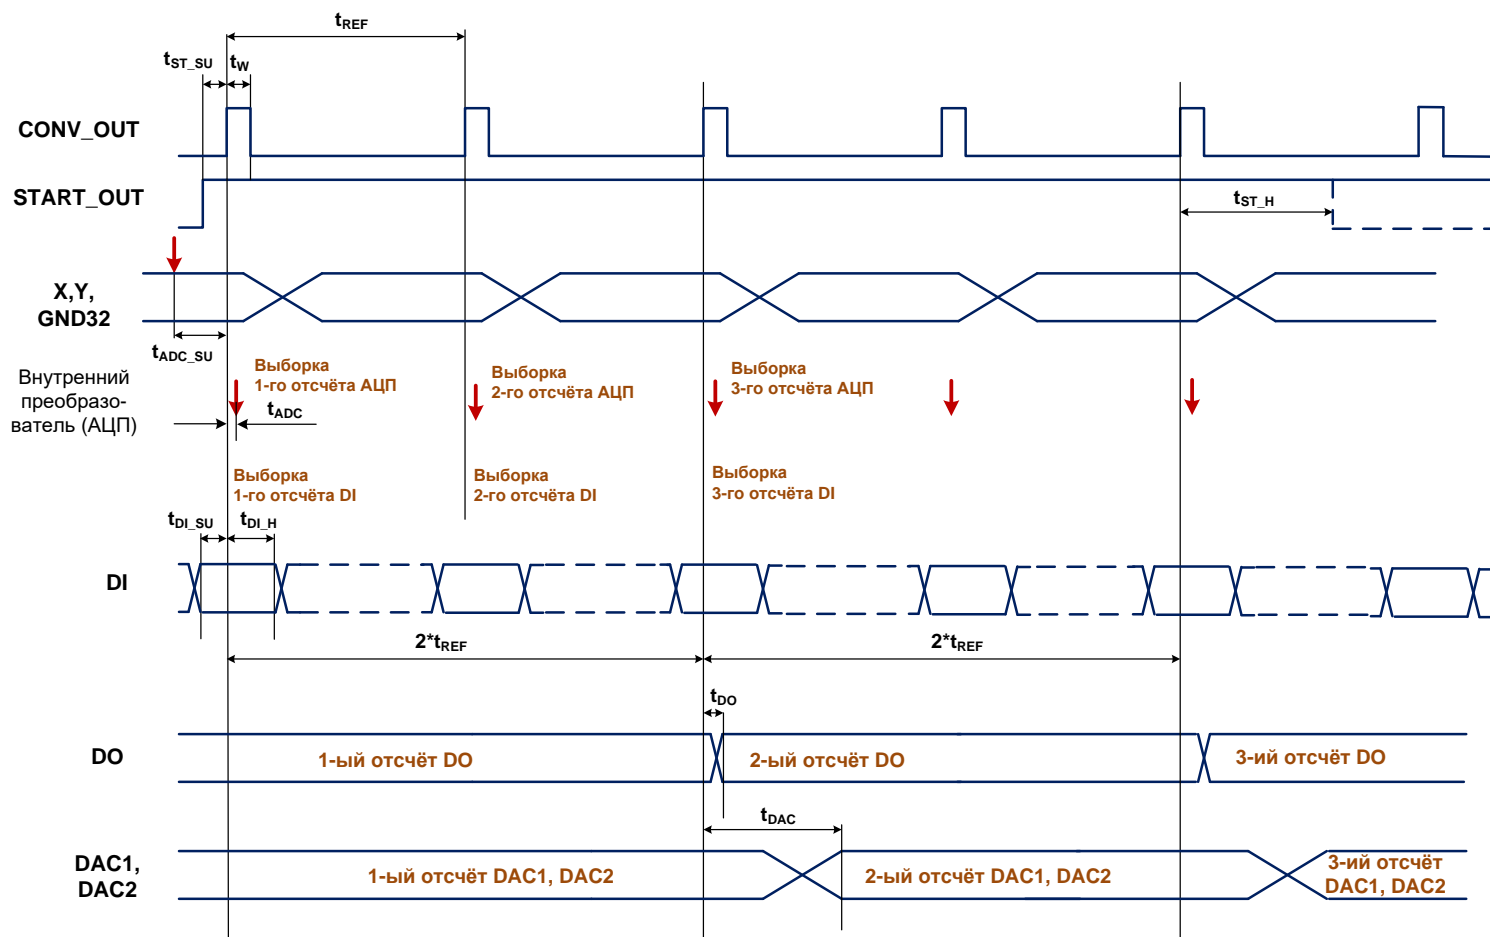 tREF
tST_SU
tW
CONV_OUT
START_OUT
tST_H
X,Y,
GND32
tADC_SU
Внутренний
преобразо-
ватель (АЦП)
Выборка
1-го отсчёта АЦП
Выборка
2-го отсчёта АЦП
Выборка
3-го отсчёта АЦП
tADC
Выборка
1-го отсчёта DI
Выборка
2-го отсчёта DI
Выборка
3-го отсчёта DI
tDI_SU
tDI_H
DI
2*tREF
2*tREF
tDO
DO
1-ый отсчёт DO
2-ый отсчёт DO
3-ий отсчёт DO
tDAC
DAC1,
DAC2
1-ый отсчёт DAC1, DAC2
2-ый отсчёт DAC1, DAC2
3-ий отсчёт
DAC1, DAC2